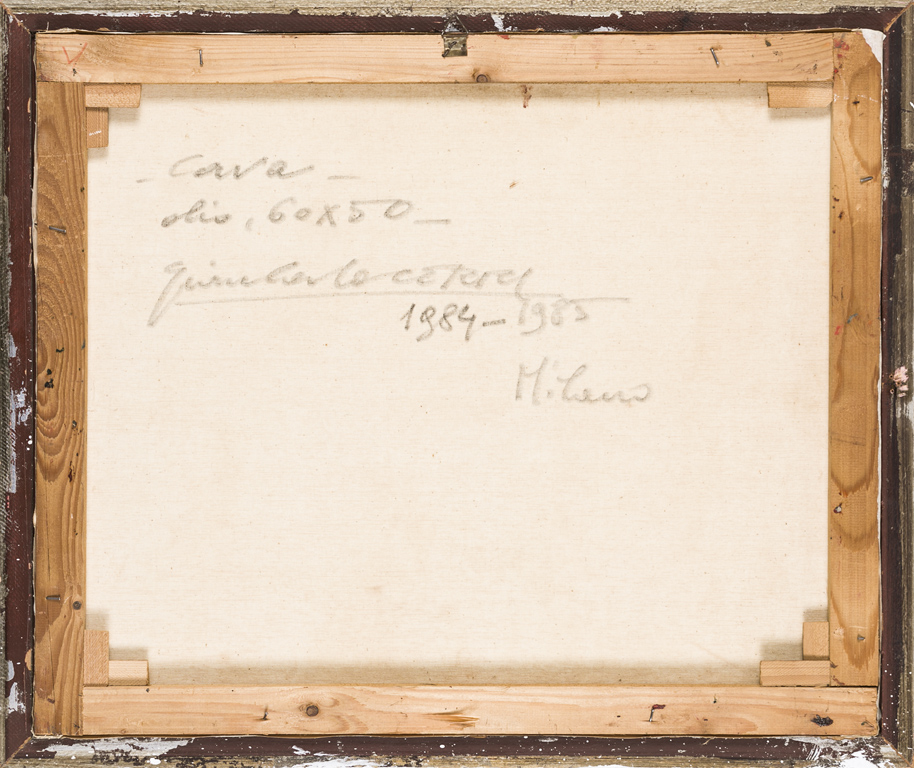 - Cava -
olio, 60x50 -
Giancarlo Cazzaniga
1984-1985
Milano